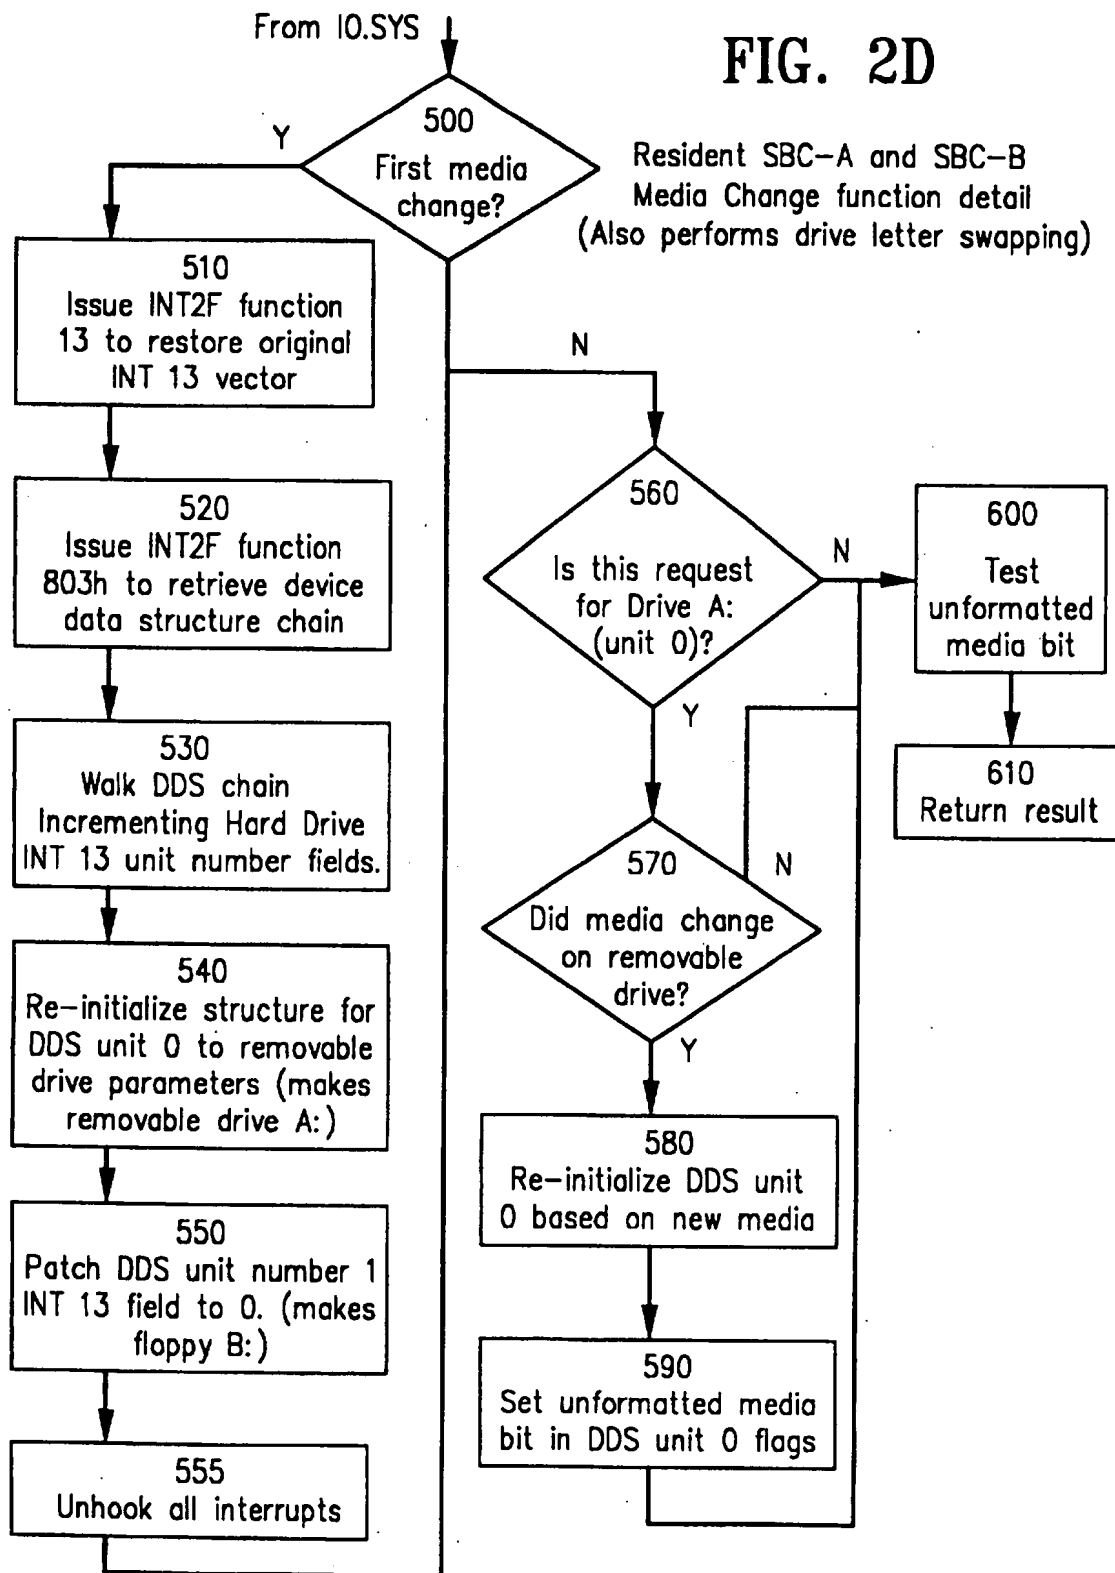 From IO.SYS
FIG. 2D
Resident SBC-A and SBC-B
Media Change function detail
(Also performs drive letter swapping)
500
First media
change?
Y
N
510
Issue INT2F function
13 to restore original
INT 13 vector
520
Issue INT2F function
803h to retrieve device
data structure chain
530
Walk DDS chain
Incrementing Hard Drive
INT 13 unit number fields.
540
Re-initialize structure for
DDS unit 0 to removable
drive parameters (makes
removable drive A:)
550
Patch DDS unit number 1
INT 13 field to 0. (makes
floppy B:)
555
Unhook all interrupts
560
Is this request
for Drive A:
(unit 0)?
N
Y
570
Did media change
on removable
drive?
N
Y
580
Re-initialize DDS unit
0 based on new media
590
Set unformatted media
bit in DDS unit 0 flags
600
Test
unformatted
media bit
610
Return result